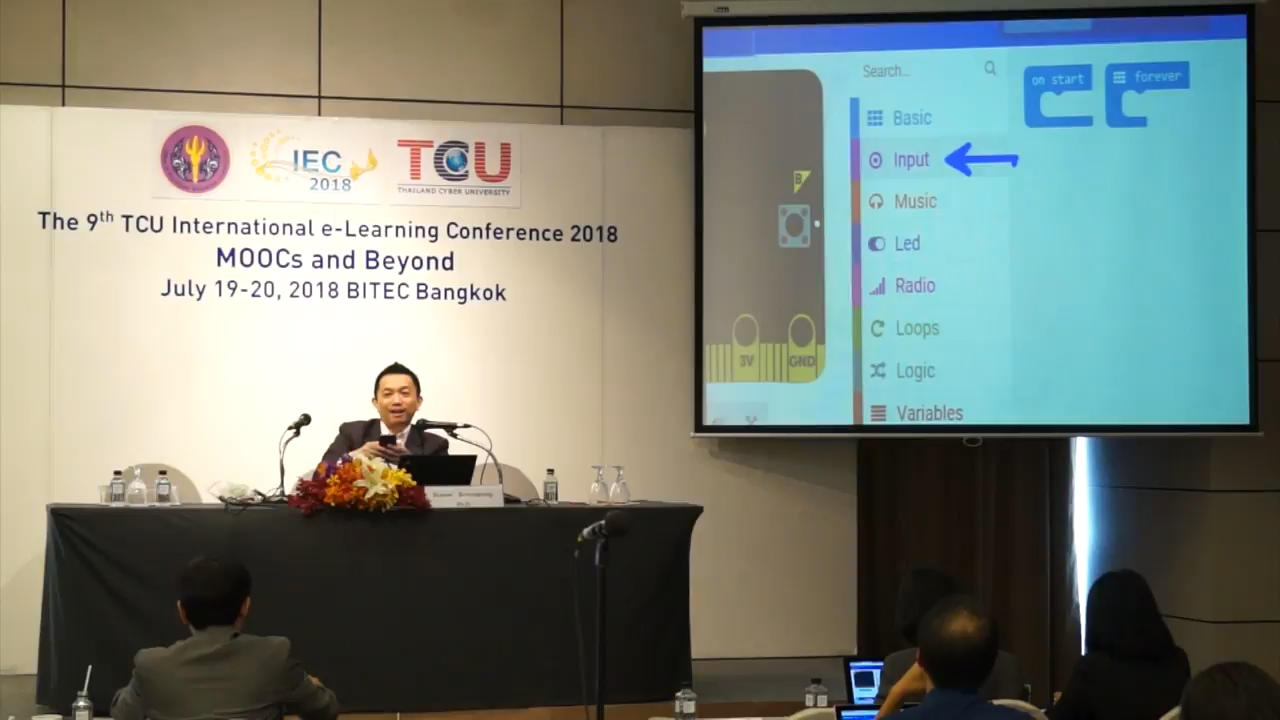 IEC
2018
TCU
THAILAND CYBER UNIVERSITY
The 9th TCU International e-Learning Conference 2018
MOOCs and Beyond
July 19-20, 2018 BITEC Bangkok
Search...
Basic
Input
Music
Led
Radio
Loops
Logic
Variables
on start
forever
B
3V
GND
Ph.D.